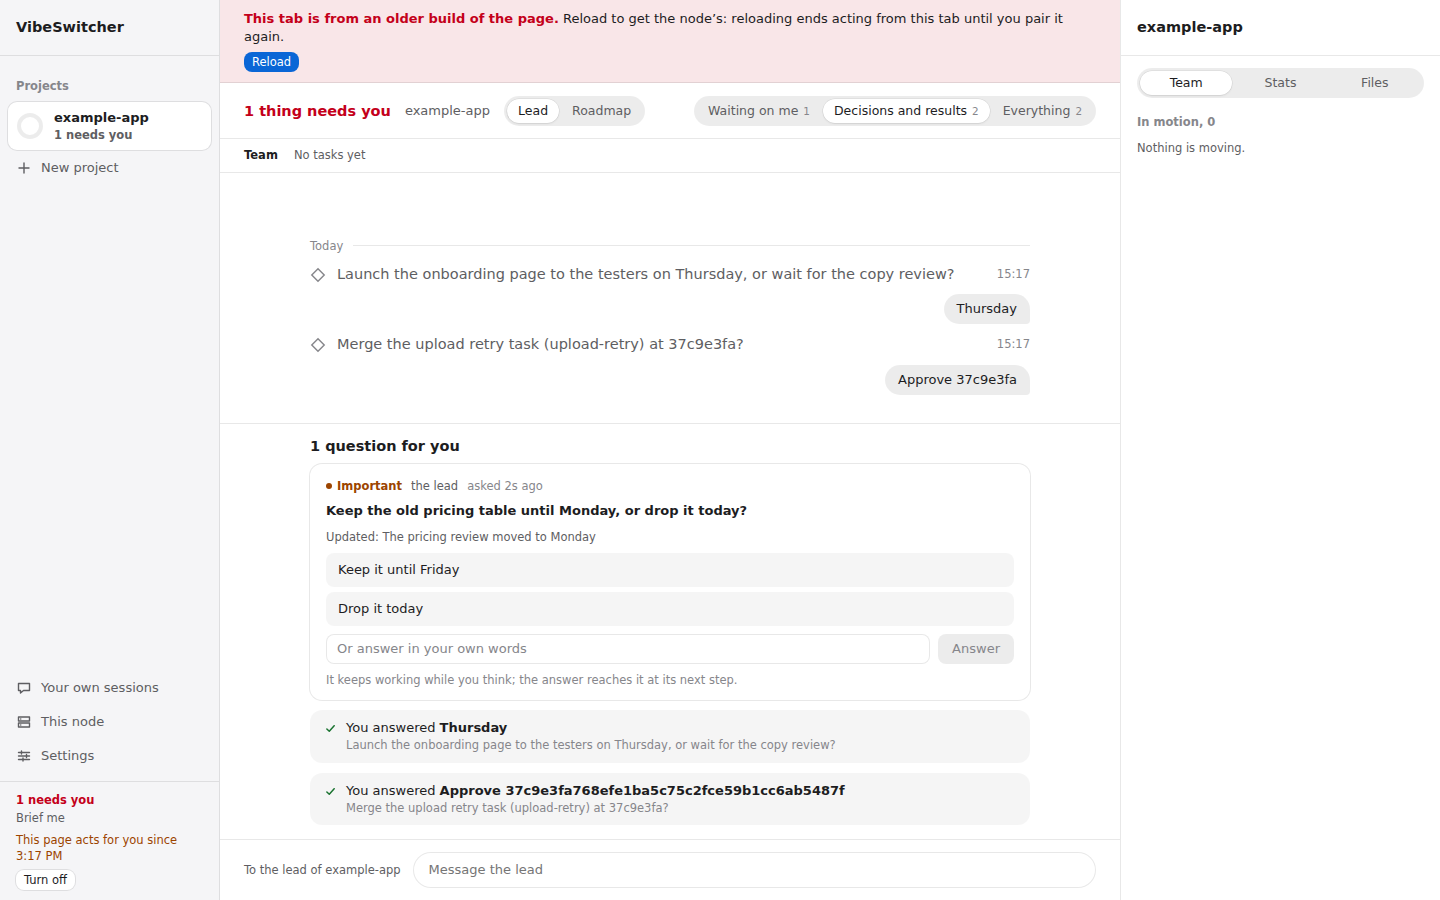 VibeSwitcher
Projects
example-app
1 needs you
New project
Your own sessions
This node
Settings
1 needs you
Brief me
This page acts for you since
3:17 PM
Turn off
This tab is from an older build of the page. Reload to get the node’s: reloading ends acting from this tab until you pair it
again.
Reload
1 thing needs you example-app Lead Roadmap Waiting on me 1 Decisions and results 2 Everything 2
Team No tasks yet
Today
Launch the onboarding page to the testers on Thursday, or wait for the copy review? 15:17
Thursday
Merge the upload retry task (upload-retry) at 37c9e3fa? 15:17
Approve 37c9e3fa
1 question for you
Important the lead asked 2s ago
Keep the old pricing table until Monday, or drop it today?
Updated: The pricing review moved to Monday
Keep it until Friday
Drop it today
Or answer in your own words Answer
It keeps working while you think; the answer reaches it at its next step.
You answered Thursday
Launch the onboarding page to the testers on Thursday, or wait for the copy review?
You answered Approve 37c9e3fa768efe1ba5c75c2fce59b1cc6ab5487f
Merge the upload retry task (upload-retry) at 37c9e3fa?
To the lead of example-app Message the lead
example-app
Team Stats Files
In motion, 0
Nothing is moving.